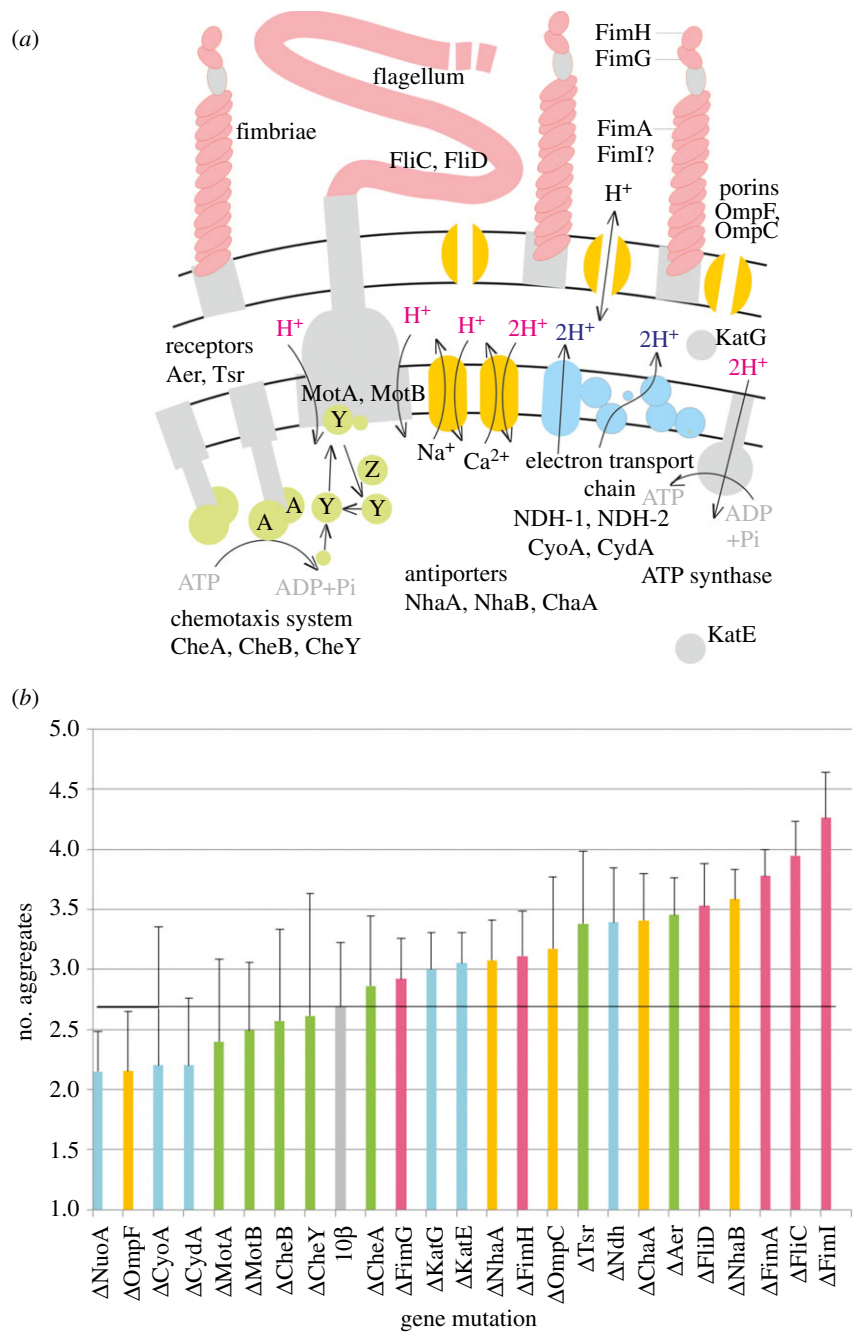 (a)
FimH
FimG
flagellum
fimbriae
FimA
FimI?
FliC, FliD
H+
porins
OmpF,
OmpC
H+
H+
H+
2H+
2H+
2H+
KatG
2H+
receptors
Aer, Tsr
MotA, MotB
Y
Na+
Ca2+
electron transport
chain
Z
A
A
Y
Y
ATP
ADP
+Pi
NDH-1, NDH-2
CyoA, CydA
ATP
ADP+Pi
antiporters
NhaA, NhaB, ChaA
ATP synthase
chemotaxis system
CheA, CheB, CheY
KatE
(b)
5.0
4.5
4.0
3.5
3.0
2.5
2.0
1.5
1.0
no. aggregates
ΔNuoA
ΔOmpF
ΔCyoA
ΔCydA
ΔMotA
ΔMotB
ΔCheB
ΔCheY
10β
ΔCheA
ΔFimG
ΔKatG
ΔKatE
ΔNhaA
ΔFimH
ΔOmpC
ΔTsr
ΔNdh
ΔChaA
ΔAer
ΔFliD
ΔNhaB
ΔFimA
ΔFliC
ΔFimI
gene mutation